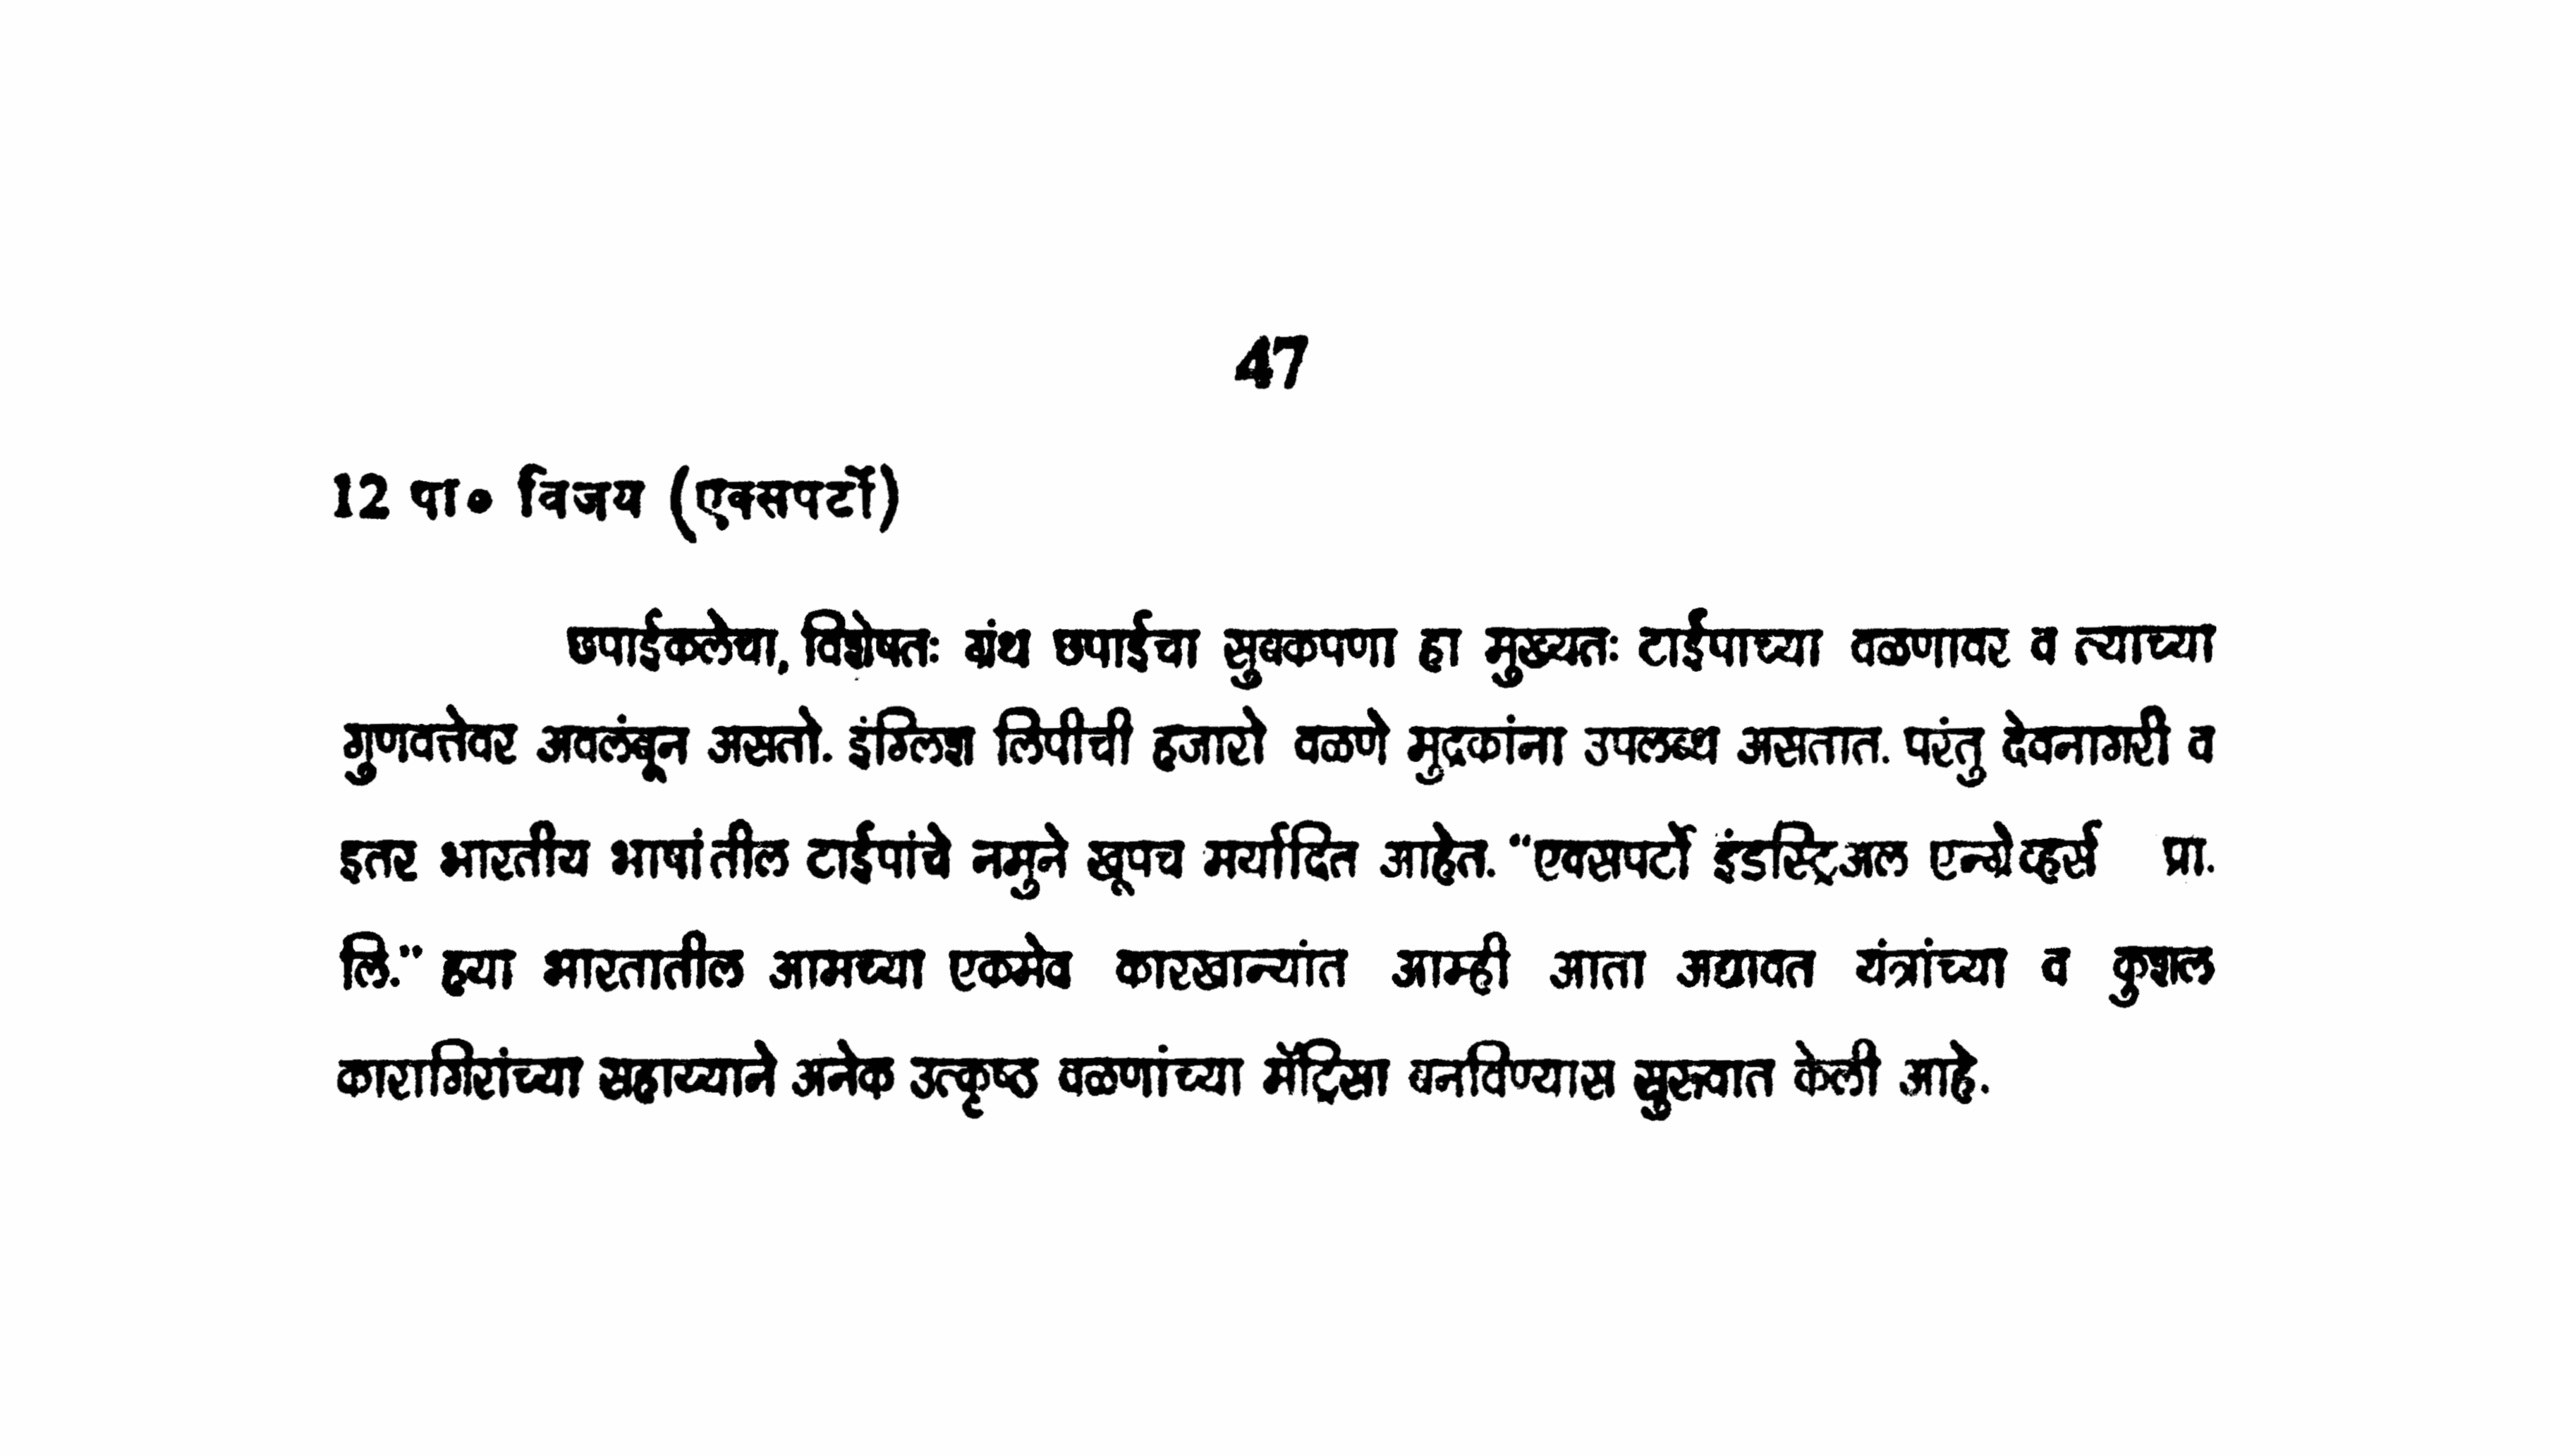 47
12 पा० विजय (एक्सपर्टो)
छपाईकलेचा, विशेषतः ग्रंथ छपाईचा सुबकपणा हा मुख्यतः टाईपाच्या वळणावर व त्याच्या
गुणवत्तेवर अवलंबून असतो. इंग्लिश लिपीची हजारो वळणे मुद्रकांना उपलब्ध असतात. परंतु देवनागरी व
इतर भारतीय भाषांतील टाईपांचे नमुने खूपच मर्यादित आहेत. “एक्सपर्टो इंडस्ट्रिअल एन्ग्रेव्हर्स प्रा.
लि.” हया भारतातील आमच्या एकमेव कारखान्यांत आम्ही आता अद्यावत यंत्रांच्या व कुशल
कारागिरांच्या सहाय्याने अनेक उत्कृष्ठ वळणांच्या मॅट्रिसा बनविण्यास सुरुवात केली आहे.